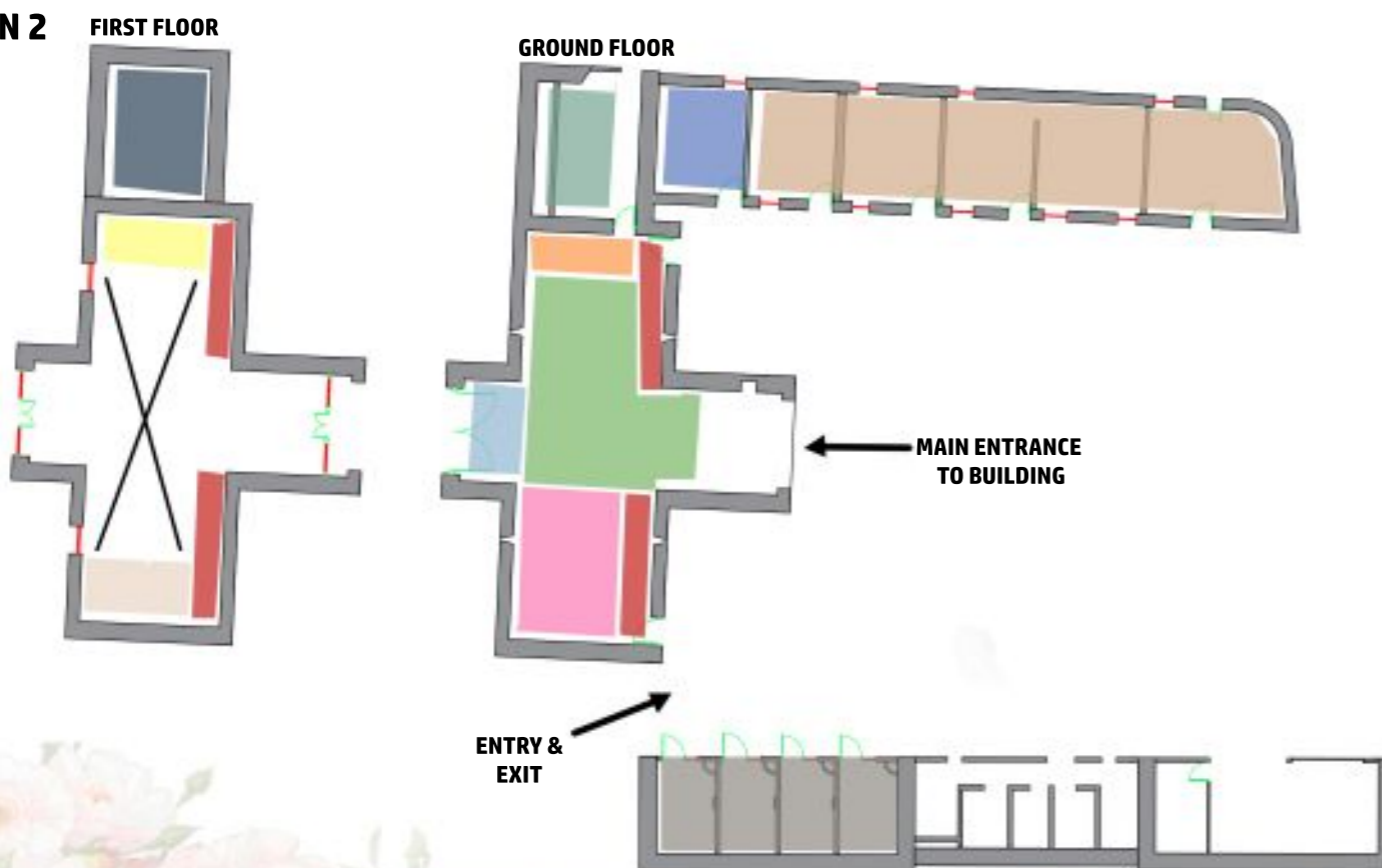 N 2
FIRST FLOOR
GROUND FLOOR
MAIN ENTRANCE
TO BUILDING
ENTRY &
EXIT